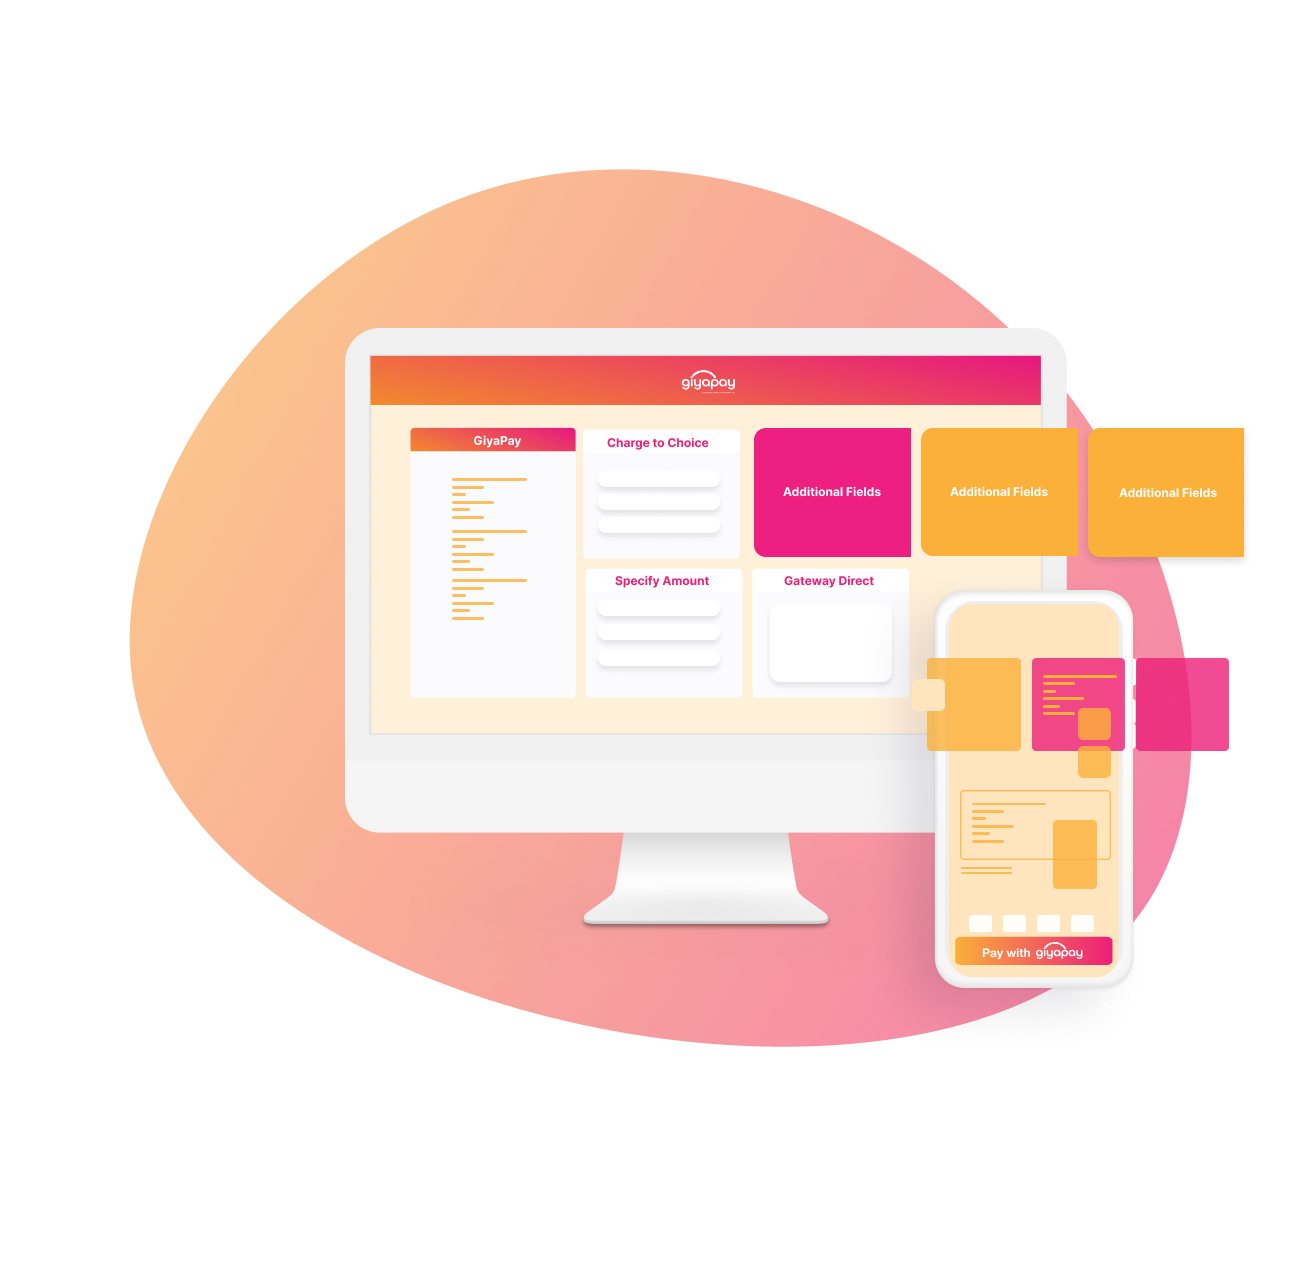 giyapay
GiyaPay
Charge to Choice
Additional Fields
Additional Fields
Additional Fields
Specify Amount
Gateway Direct
Pay with giyapay